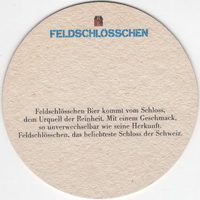 FELDSCHLÖSSCHEN
Feldschlösschen Bier kommt vom Schloss,
dem Urquell der Reinheit. Mit einem Geschmack,
so unverwechselbar wie seine Herkunft.
Feldschlösschen, das beliebteste Schloss der Schweiz.